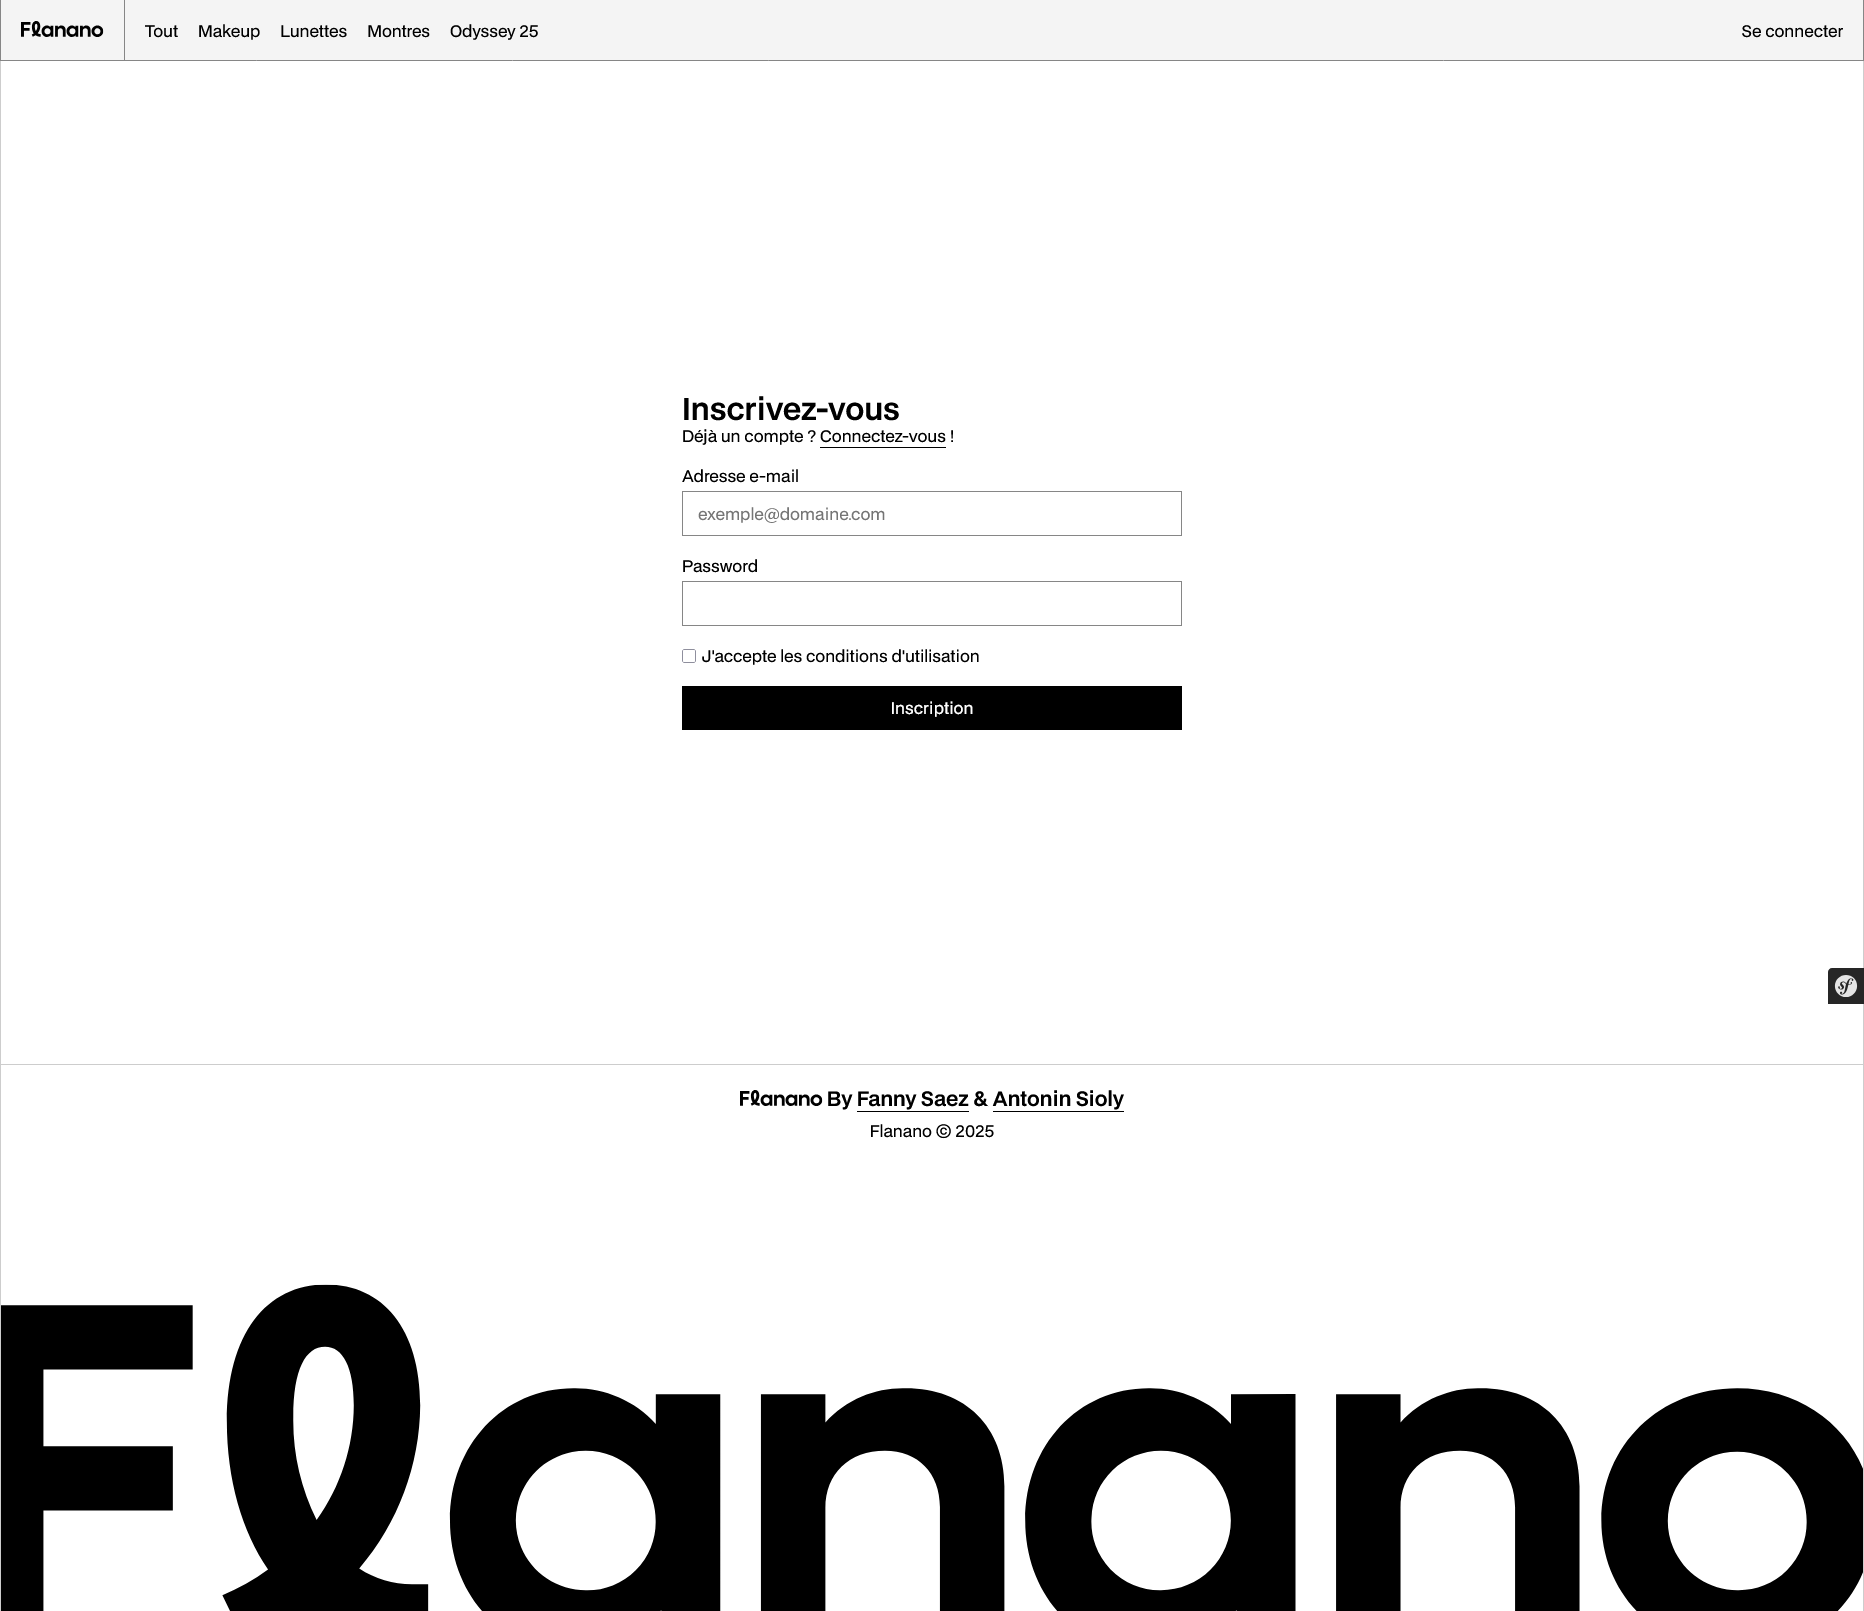 Flanano Tout Makeup Lunettes Montres Odyssey 25 Se connecter
Inscrivez-vous
Déjà un compte ? Connectez-vous !
Adresse e-mail
exemple@domaine.com
Password
J'accepte les conditions d'utilisation
Inscription
sf
Flanano By Fanny Saez & Antonin Sioly
Flanano © 2025
Flanano